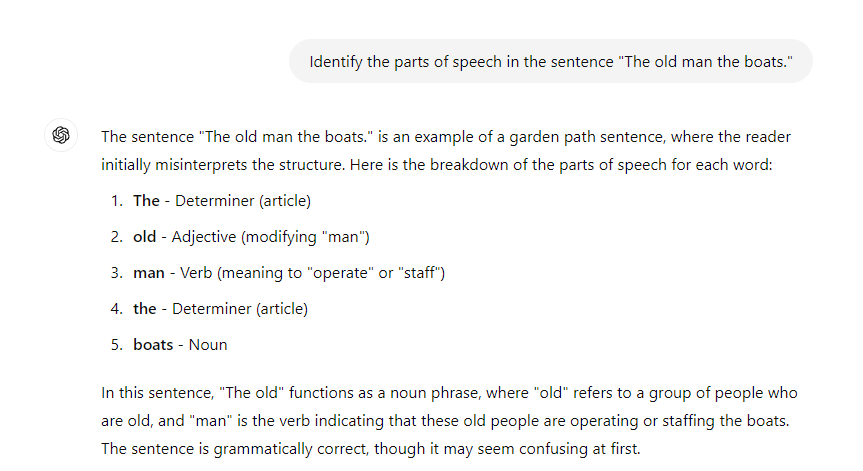 Identify the parts of speech in the sentence "The old man the boats."
The sentence "The old man the boats." is an example of a garden path sentence, where the reader
initially misinterprets the structure. Here is the breakdown of the parts of speech for each word:
1. The - Determiner (article)
2. old - Adjective (modifying "man")
3. man - Verb (meaning to "operate" or "staff")
4. the - Determiner (article)
5. boats - Noun
In this sentence, "The old" functions as a noun phrase, where "old" refers to a group of people who
are old, and "man" is the verb indicating that these old people are operating or staffing the boats.
The sentence is grammatically correct, though it may seem confusing at first.